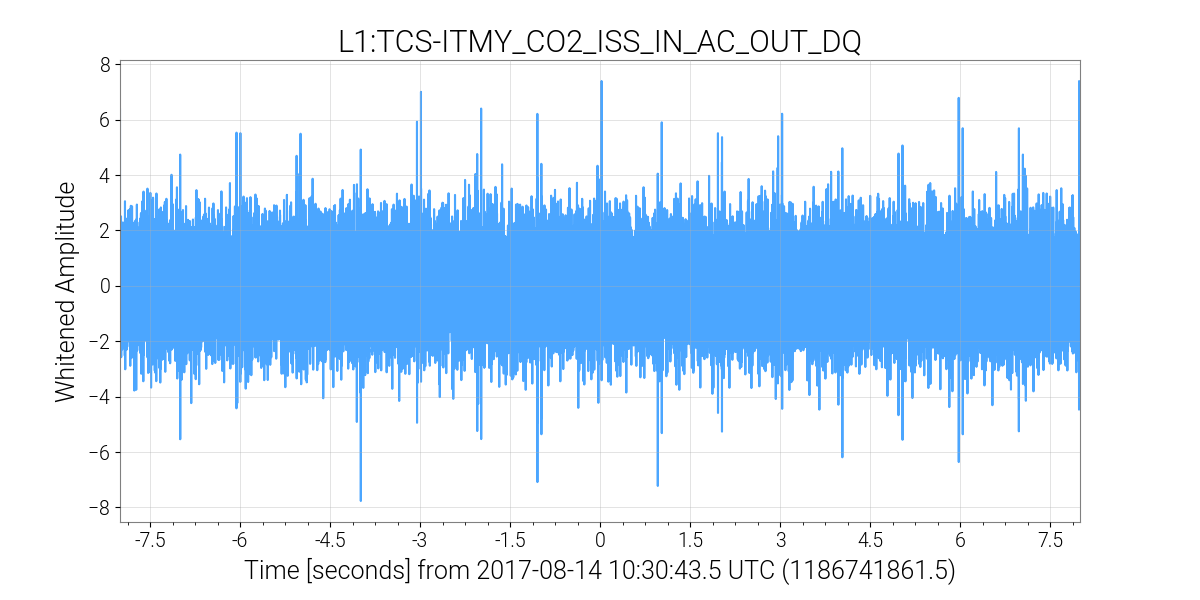 L1:TCS-ITMY_CO2_ISS_IN_AC_OUT_DQ
Whitened Amplitude
8
6
4
2
0
−2
−4
−6
−8
-7.5 -6 -4.5 -3 -1.5 0 1.5 3 4.5 6 7.5
Time [seconds] from 2017-08-14 10:30:43.5 UTC (1186741861.5)